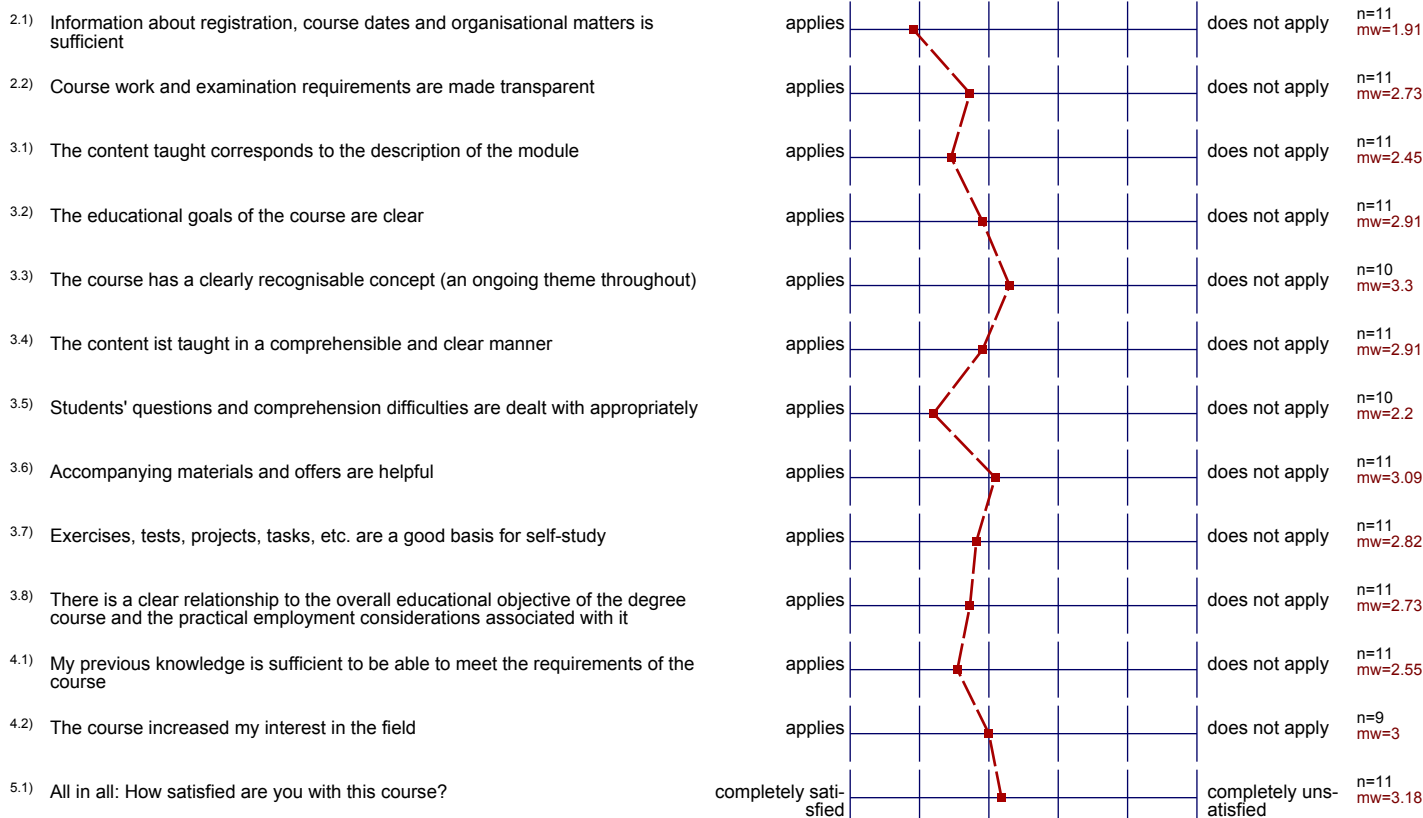 2.1) Information about registration, course dates and organisational matters is sufficient applies does not apply n=11 mw=1.91
2.2) Course work and examination requirements are made transparent applies does not apply n=11 mw=2.73
3.1) The content taught corresponds to the description of the module applies does not apply n=11 mw=2.45
3.2) The educational goals of the course are clear applies does not apply n=11 mw=2.91
3.3) The course has a clearly recognisable concept (an ongoing theme throughout) applies does not apply n=10 mw=3.3
3.4) The content ist taught in a comprehensible and clear manner applies does not apply n=11 mw=2.91
3.5) Students' questions and comprehension difficulties are dealt with appropriately applies does not apply n=10 mw=2.2
3.6) Accompanying materials and offers are helpful applies does not apply n=11 mw=3.09
3.7) Exercises, tests, projects, tasks, etc. are a good basis for self-study applies does not apply n=11 mw=2.82
3.8) There is a clear relationship to the overall educational objective of the degree course and the practical employment considerations associated with it applies does not apply n=11 mw=2.73
4.1) My previous knowledge is sufficient to be able to meet the requirements of the course applies does not apply n=11 mw=2.55
4.2) The course increased my interest in the field applies does not apply n=9 mw=3
5.1) All in all: How satisfied are you with this course? completely sati-sfied completely uns-atisfied n=11 mw=3.18